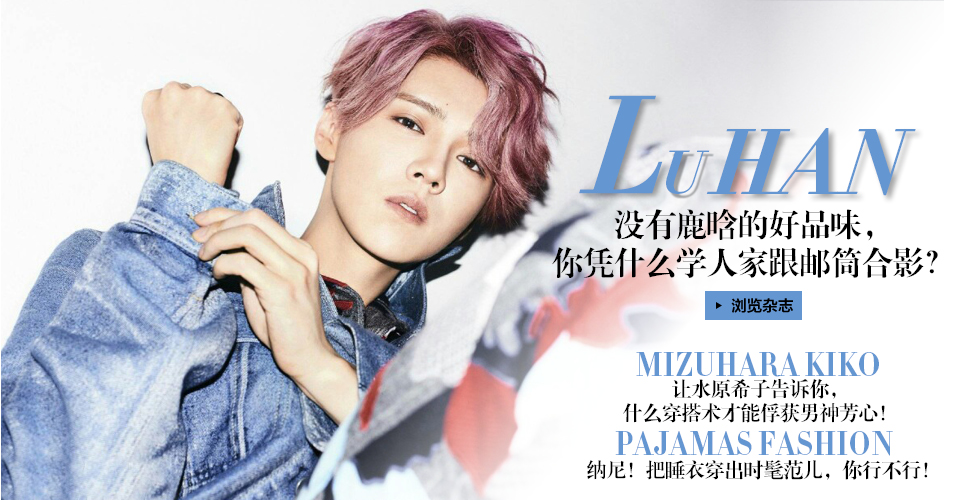 LUHAN
没有鹿晗的好品味，
你凭什么学人家跟邮筒合影？
浏览杂志
MIZUHARA KIKO
让水原希子告诉你，
什么穿搭术才能俘获男神芳心！
PAJAMAS FASHION
纳尼！把睡衣穿出时髦范儿，你行不行！